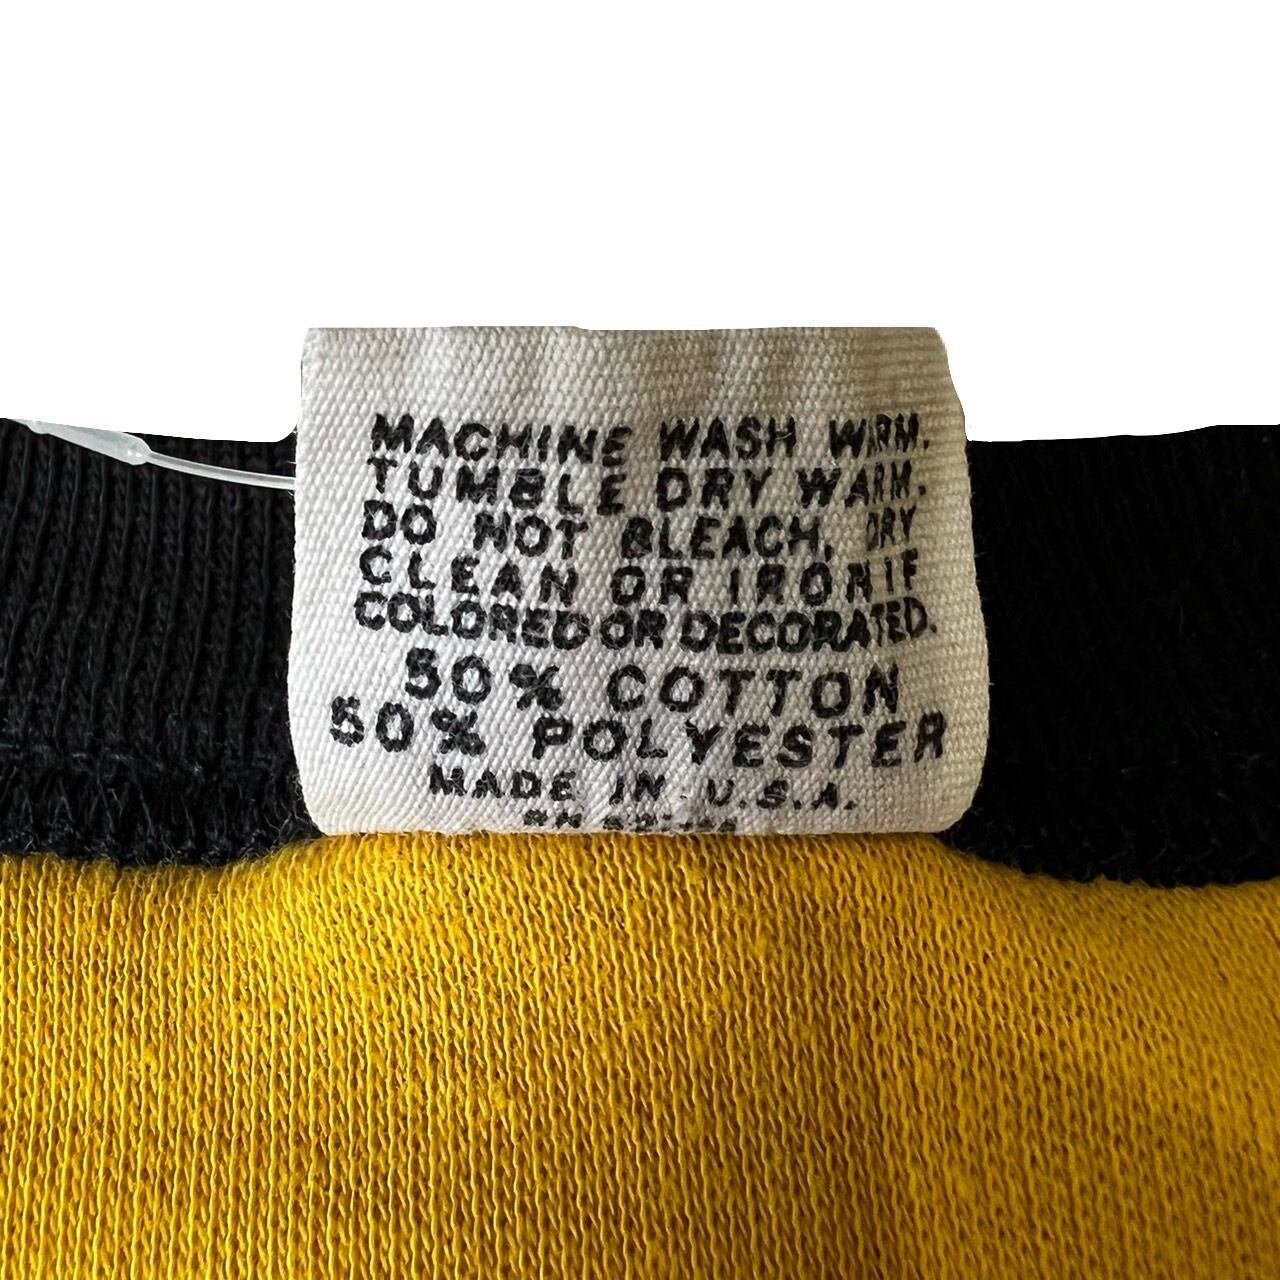 MACHINE WASH WARM.
TUMBLE DRY WARM.
DO NOT BLEACH, DRY
CLEAN OR IRON IF
COLORED OR DECORATED.
50% COTTON
50% POLYESTER
MADE IN U.S.A.